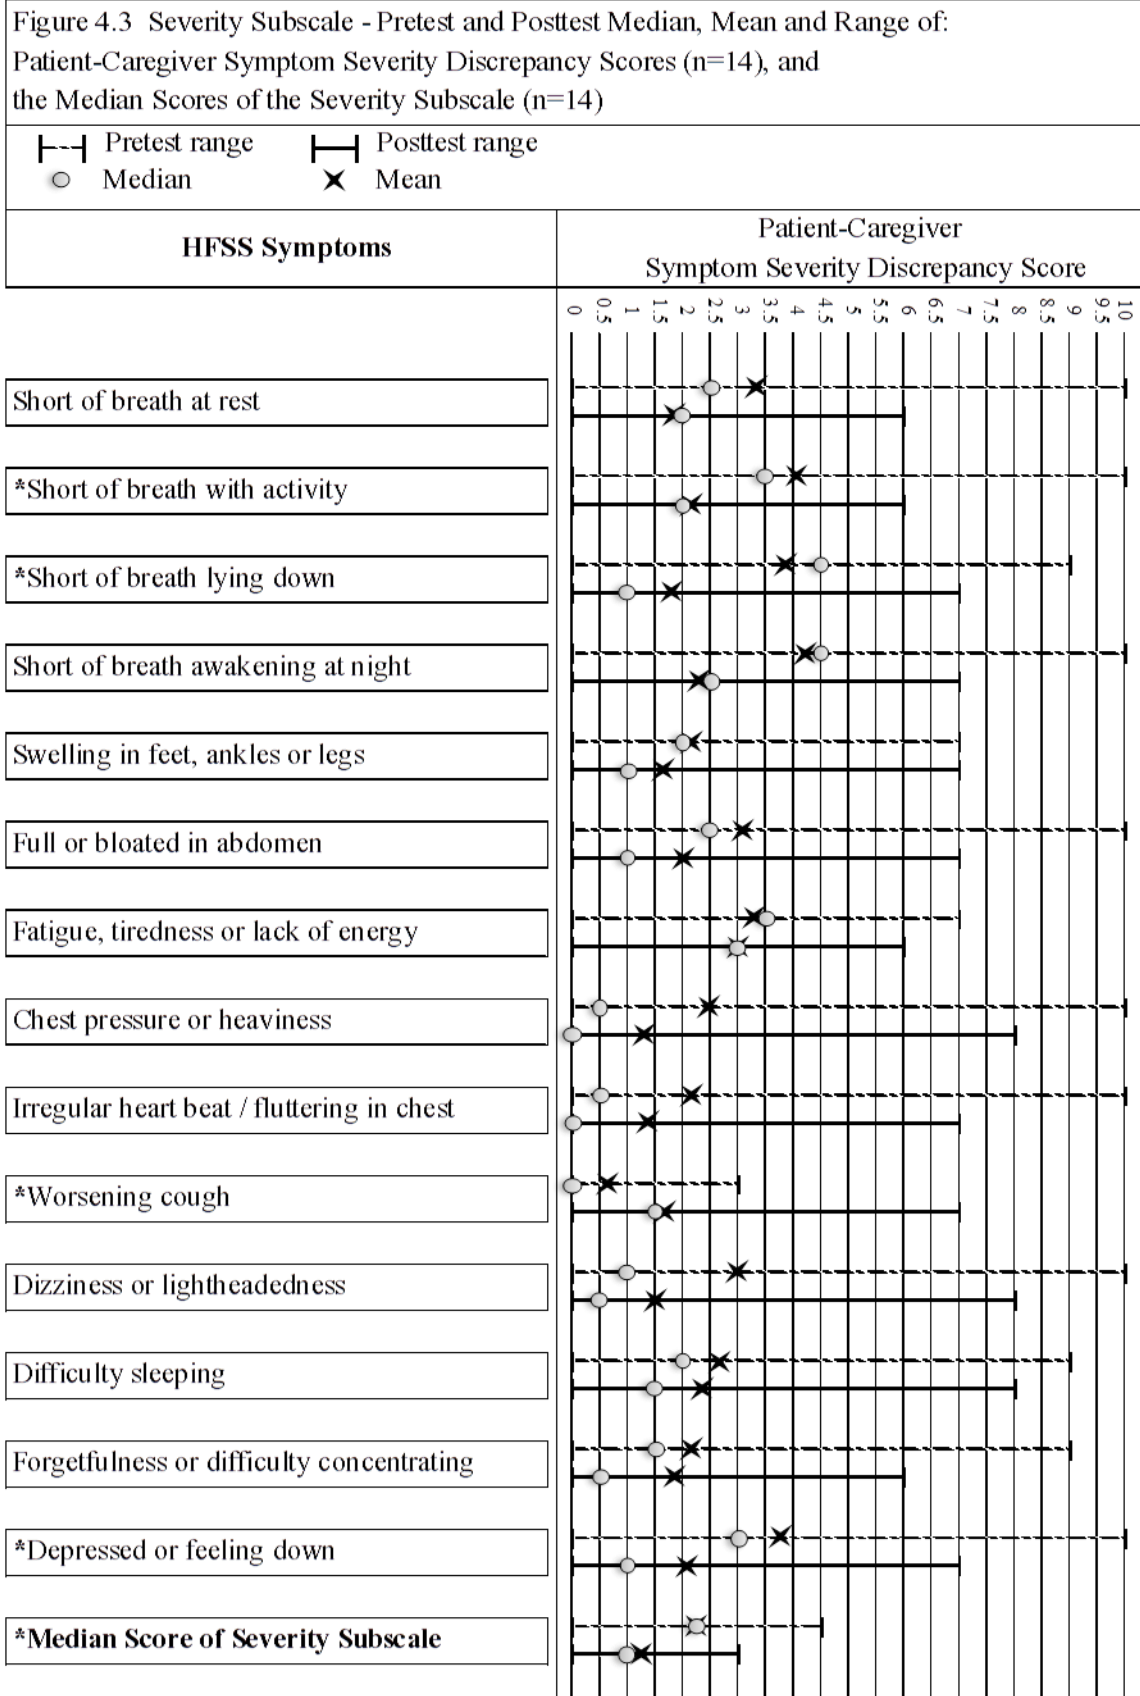 Figure 4.3 Severity Subscale - Pretest and Posttest Median, Mean and Range of:
Patient-Caregiver Symptom Severity Discrepancy Scores (n=14), and
the Median Scores of the Severity Subscale (n=14)
Pretest range Posttest range
Median Mean
HFSS Symptoms
Patient-Caregiver
Symptom Severity Discrepancy Score
0 0.5 1 1.5 2 2.5 3 3.5 4 4.5 5 5.5 6 6.5 7 7.5 8 8.5 9 9.5 10
Short of breath at rest
*Short of breath with activity
*Short of breath lying down
Short of breath awakening at night
Swelling in feet, ankles or legs
Full or bloated in abdomen
Fatigue, tiredness or lack of energy
Chest pressure or heaviness
Irregular heart beat / fluttering in chest
*Worsening cough
Dizziness or lightheadedness
Difficulty sleeping
Forgetfulness or difficulty concentrating
*Depressed or feeling down
*Median Score of Severity Subscale